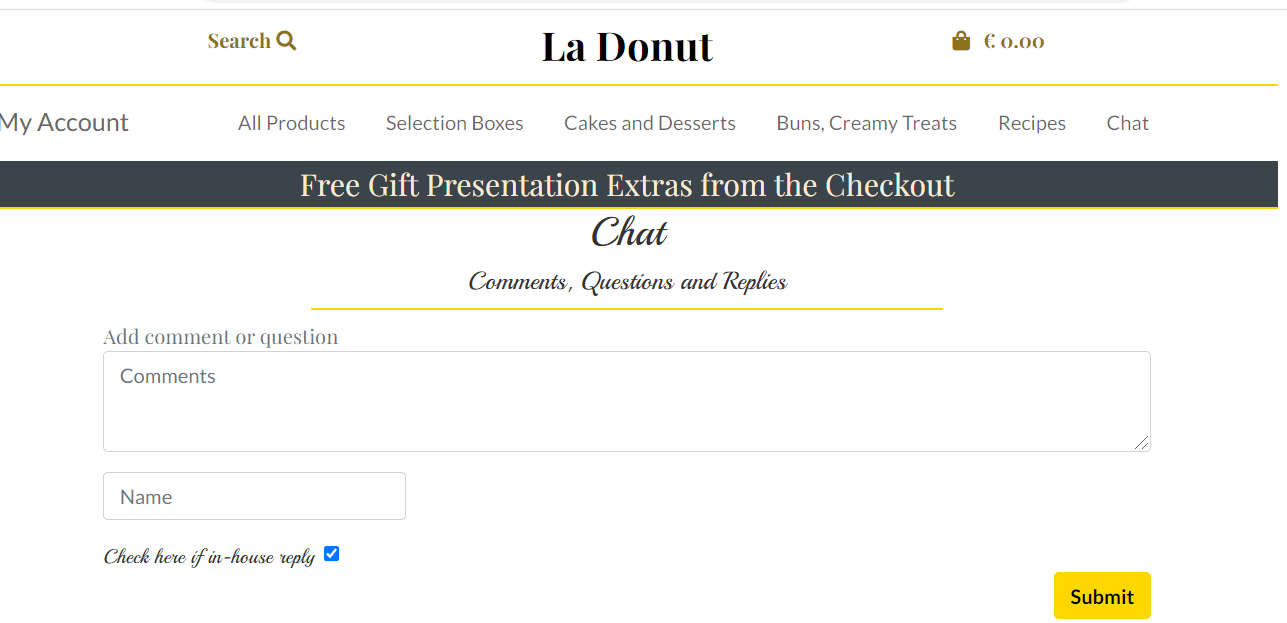 Search
La Donut
€ 0.00
My Account
All Products
Selection Boxes
Cakes and Desserts
Buns, Creamy Treats
Recipes
Chat
Free Gift Presentation Extras from the Checkout
Chat
Comments, Questions and Replies
Add comment or question
Comments
Name
Check here if in-house reply
Submit